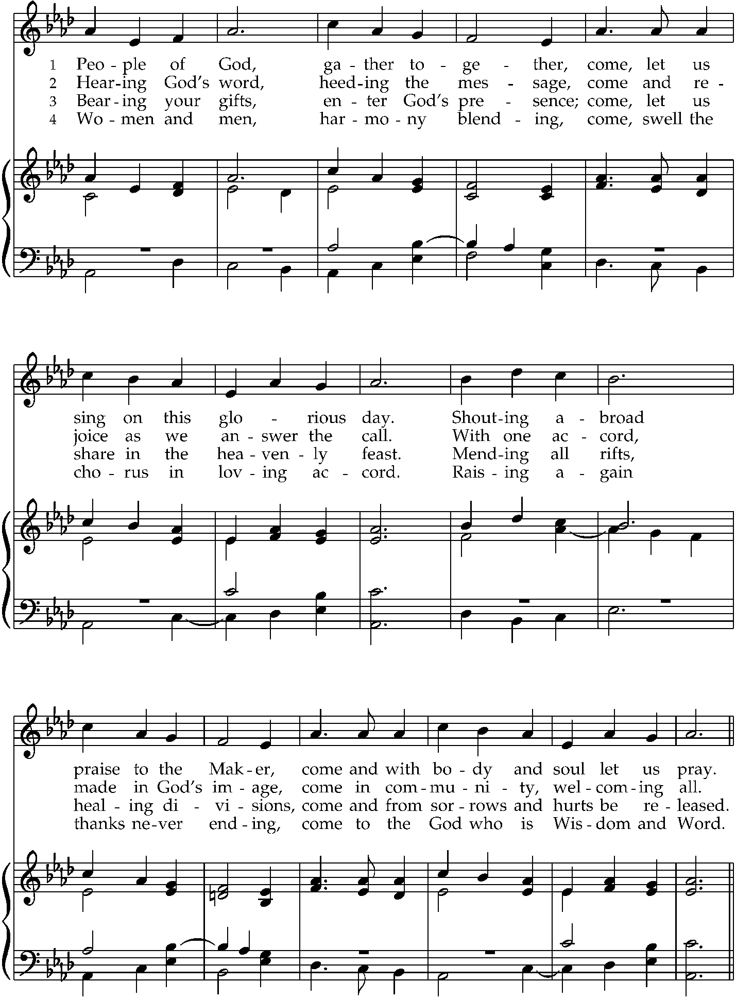 1 Peo - ple of God, ga - ther to - ge - ther, come, let us
2 Hear - ing God's word, heed - ing the mes - sage, come and re -
3 Bear - ing your gifts, en - ter God's pre - sence; come, let us
4 Wo - men and men, har - mo - ny blend - ing, come, swell the
sing on this glo - rious day. Shout - ing a - broad
joice as we an - swer the call. With one ac - cord,
share in the hea - ven - ly feast. Mend - ing all rifts,
cho - rus in lov - ing ac - cord. Rais - ing a - gain
praise to the Mak - er, come and with bo - dy and soul let us pray.
made in God's im - age, come in com - mu - ni - ty, wel - com - ing all.
heal - ing di - vi - sions, come and from sor - rows and hurts be re - leased.
thanks ne - ver end - ing, come to the God who is Wis - dom and Word.